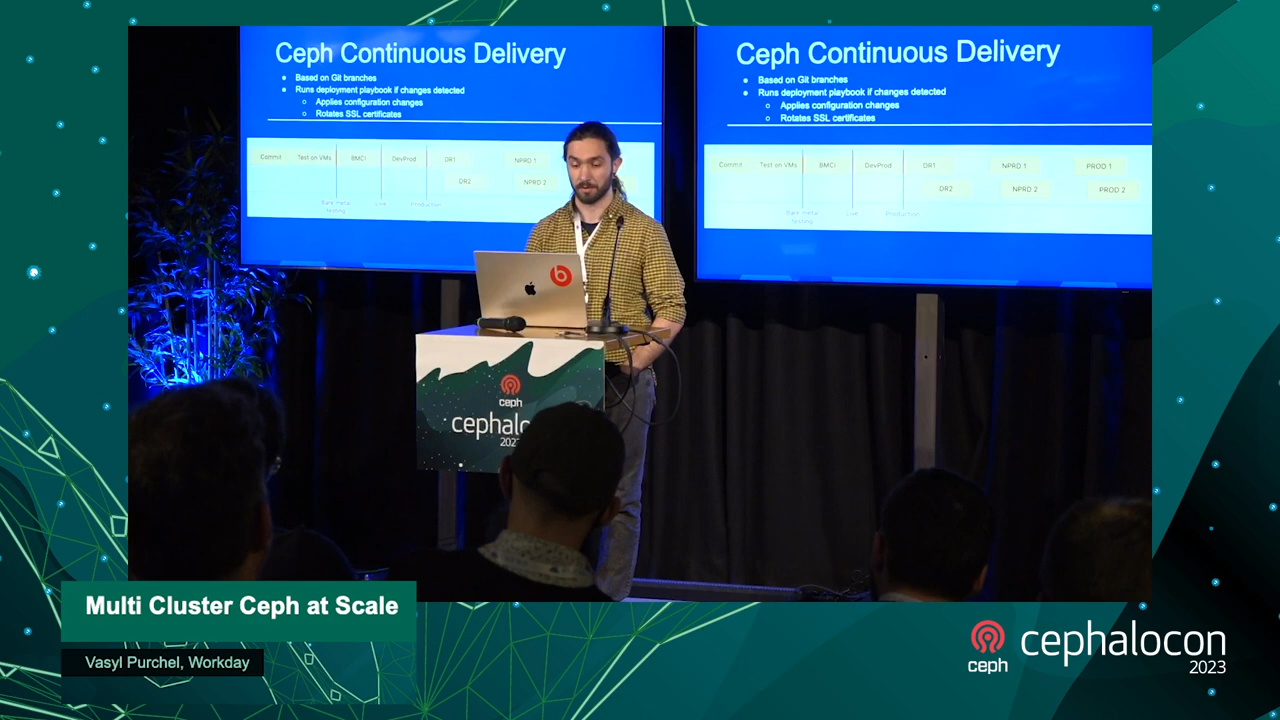 Ceph Continuous Delivery
Based on Git branches
Runs deployment playbook if changes detected
Applies configuration changes
Rotates SSL certificates
Commit Test on VMs BMCI DevProd DR1 NPRD 1
DR2 NPRD 2
Bare metal
testing
Live
Production
Ceph Continuous Delivery
Based on Git branches
Runs deployment playbook if changes detected
Applies configuration changes
Rotates SSL certificates
Commit Test on VMs BMCI DevProd DR1 NPRD 1 PROD 1
DR2 NPRD 2 PROD 2
Bare metal
testing
Live
Production
ceph
Multi Cluster Ceph at Scale
Vasyl Purchel, Workday
ceph
cephalocon
2023